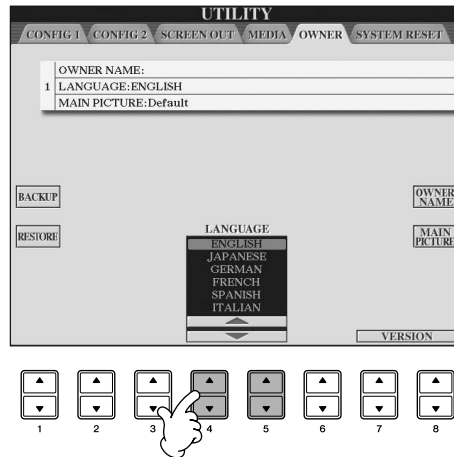 UTILITY
CONFIG 1 CONFIG 2 SCREEN OUT MEDIA OWNER SYSTEM RESET
OWNER NAME:
1 LANGUAGE:ENGLISH
MAIN PICTURE:Default
BACKUP
OWNER
NAME
RESTORE
MAIN
PICTURE
LANGUAGE
ENGLISH
JAPANESE
GERMAN
FRENCH
SPANISH
ITALIAN
VERSION
1 2 3 4 5 6 7 8